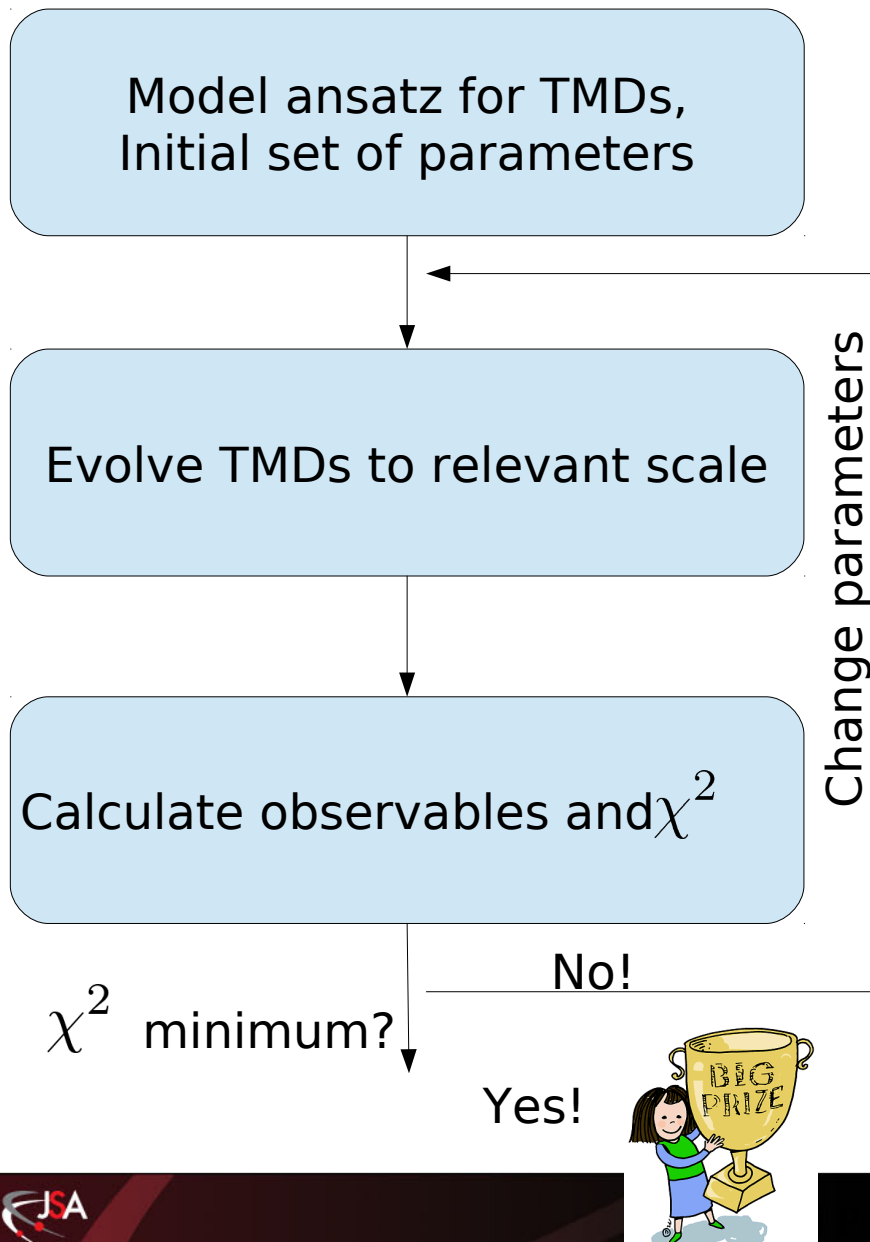 Model ansatz for TMDs,
Initial set of parameters
Change parameters
Evolve TMDs to relevant scale
Calculate observables and χ²
No!
χ² minimum?
Yes!
BIG
PRIZE
JSA